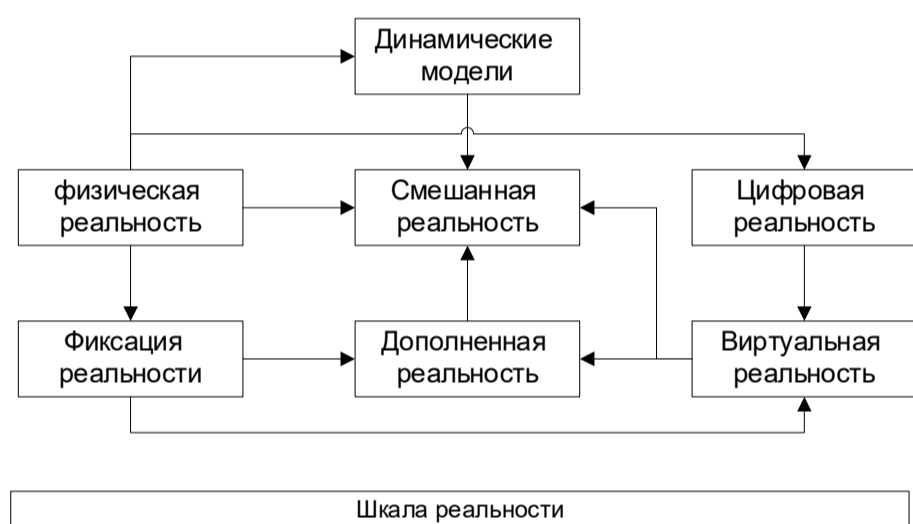 Динамические
модели
физическая
реальность
Смешанная
реальность
Цифровая
реальность
Фиксация
реальности
Дополненная
реальность
Виртуальная
реальность
Шкала реальности